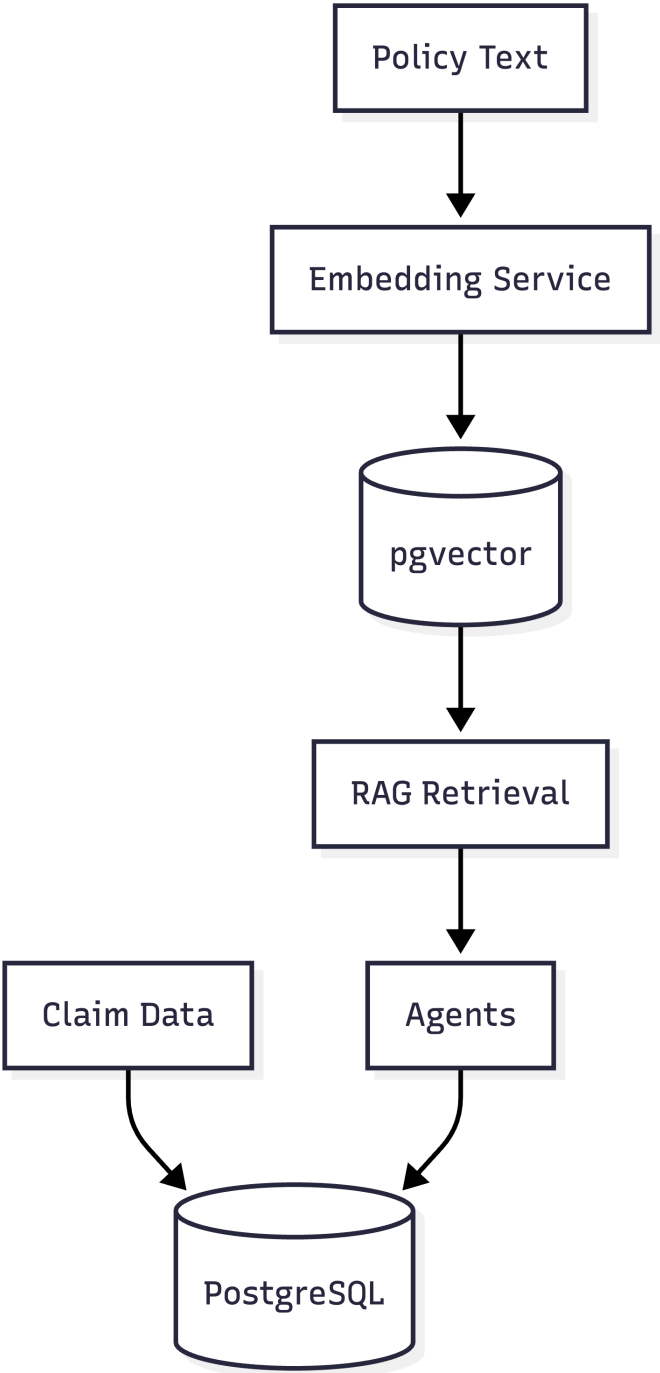 Policy Text
Embedding Service
pgvector
RAG Retrieval
Claim Data
Agents
PostgreSQL